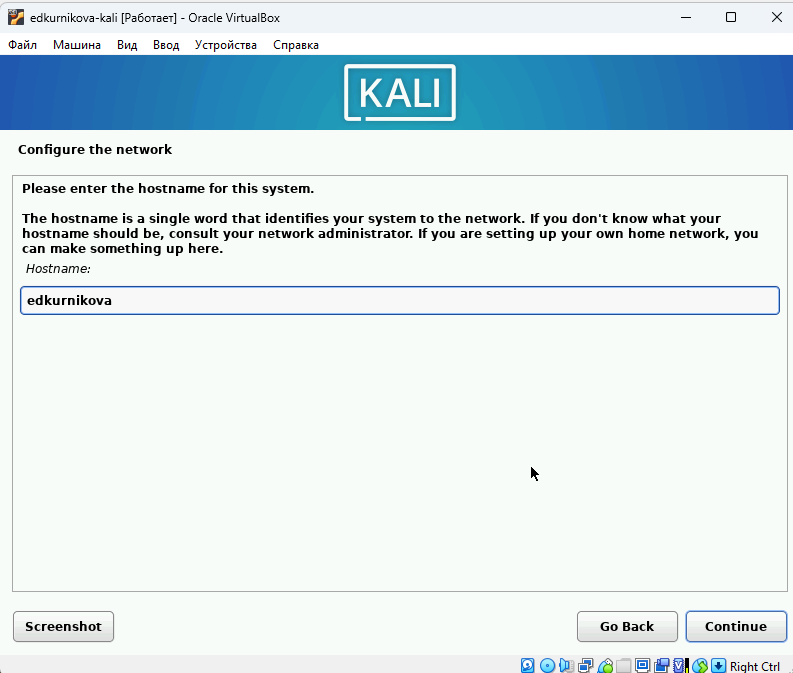 edkurnikova-kali [Работает] - Oracle VirtualBox
Файл Машина Вид Ввод Устройства Справка
KALI
Configure the network
Please enter the hostname for this system.
The hostname is a single word that identifies your system to the network. If you don't know what your
hostname should be, consult your network administrator. If you are setting up your own home network, you
can make something up here.
Hostname:
edkurnikova
Screenshot Go Back Continue
Right Ctrl